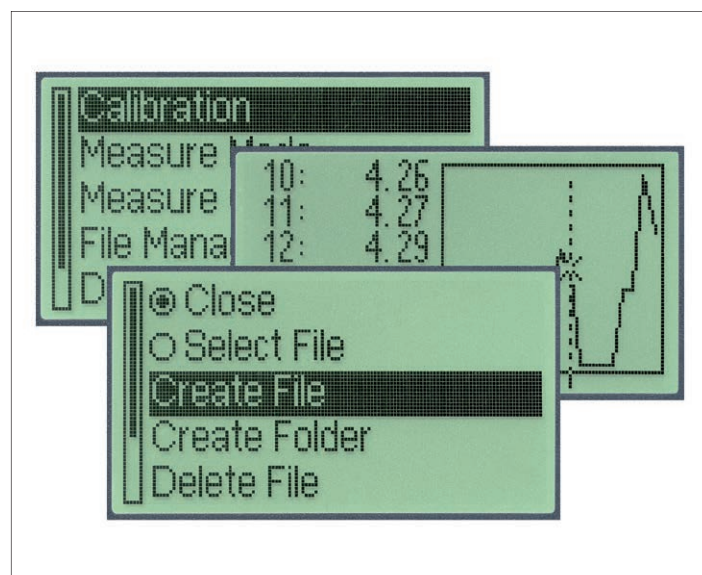 Calibration
Measure
Measure
File Mana
D
10: 4.26
11: 4.27
12: 4.29
Close
Select File
Create File
Create Folder
Delete File